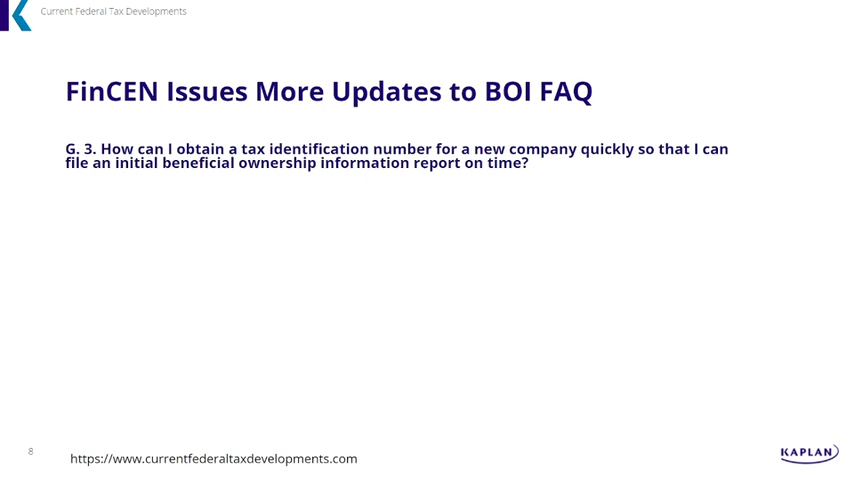 Current Federal Tax Developments
FinCEN Issues More Updates to BOI FAQ
G. 3. How can I obtain a tax identification number for a new company quickly so that I can
file an initial beneficial ownership information report on time?
8
https://www.currentfederaltaxdevelopments.com
KAPLAN